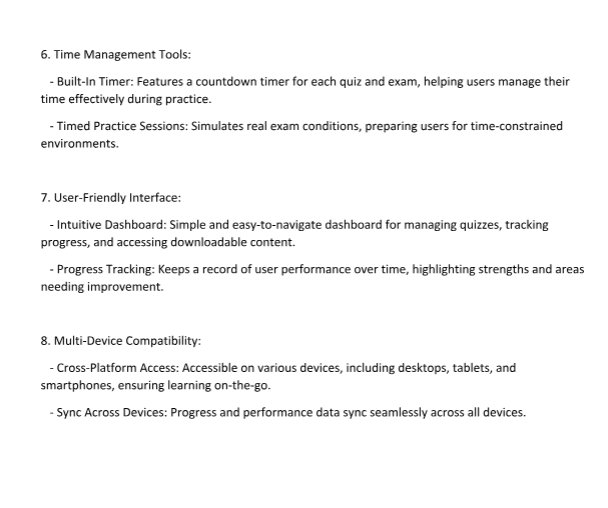 6. Time Management Tools:
- Built-In Timer: Features a countdown timer for each quiz and exam, helping users manage their
time effectively during practice.
- Timed Practice Sessions: Simulates real exam conditions, preparing users for time-constrained
environments.
7. User-Friendly Interface:
- Intuitive Dashboard: Simple and easy-to-navigate dashboard for managing quizzes, tracking
progress, and accessing downloadable content.
- Progress Tracking: Keeps a record of user performance over time, highlighting strengths and areas
needing improvement.
8. Multi-Device Compatibility:
- Cross-Platform Access: Accessible on various devices, including desktops, tablets, and
smartphones, ensuring learning on-the-go.
- Sync Across Devices: Progress and performance data sync seamlessly across all devices.